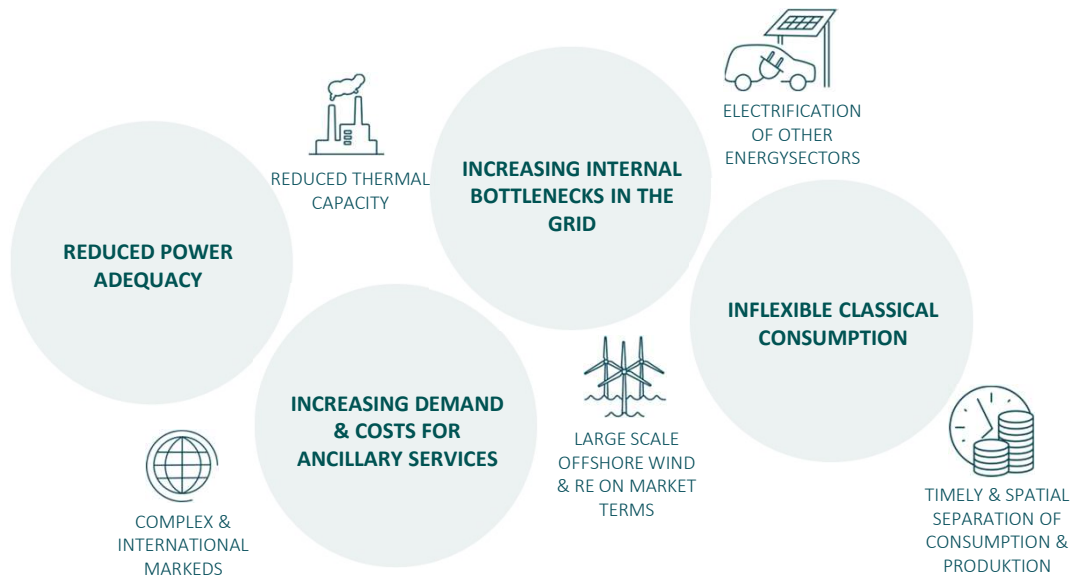 ELECTRIFICATION
OF OTHER
ENERGYSECTORS
REDUCED THERMAL
CAPACITY
INCREASING INTERNAL
BOTTLENECKS IN THE
GRID
REDUCED POWER
ADEQUACY
INFLEXIBLE CLASSICAL
CONSUMPTION
INCREASING DEMAND
& COSTS FOR
ANCILLARY SERVICES
LARGE SCALE
OFFSHORE WIND
& RE ON MARKET
TERMS
COMPLEX &
INTERNATIONAL
MARKEDS
TIMELY & SPATIAL
SEPARATION OF
CONSUMPTION &
PRODUKTION